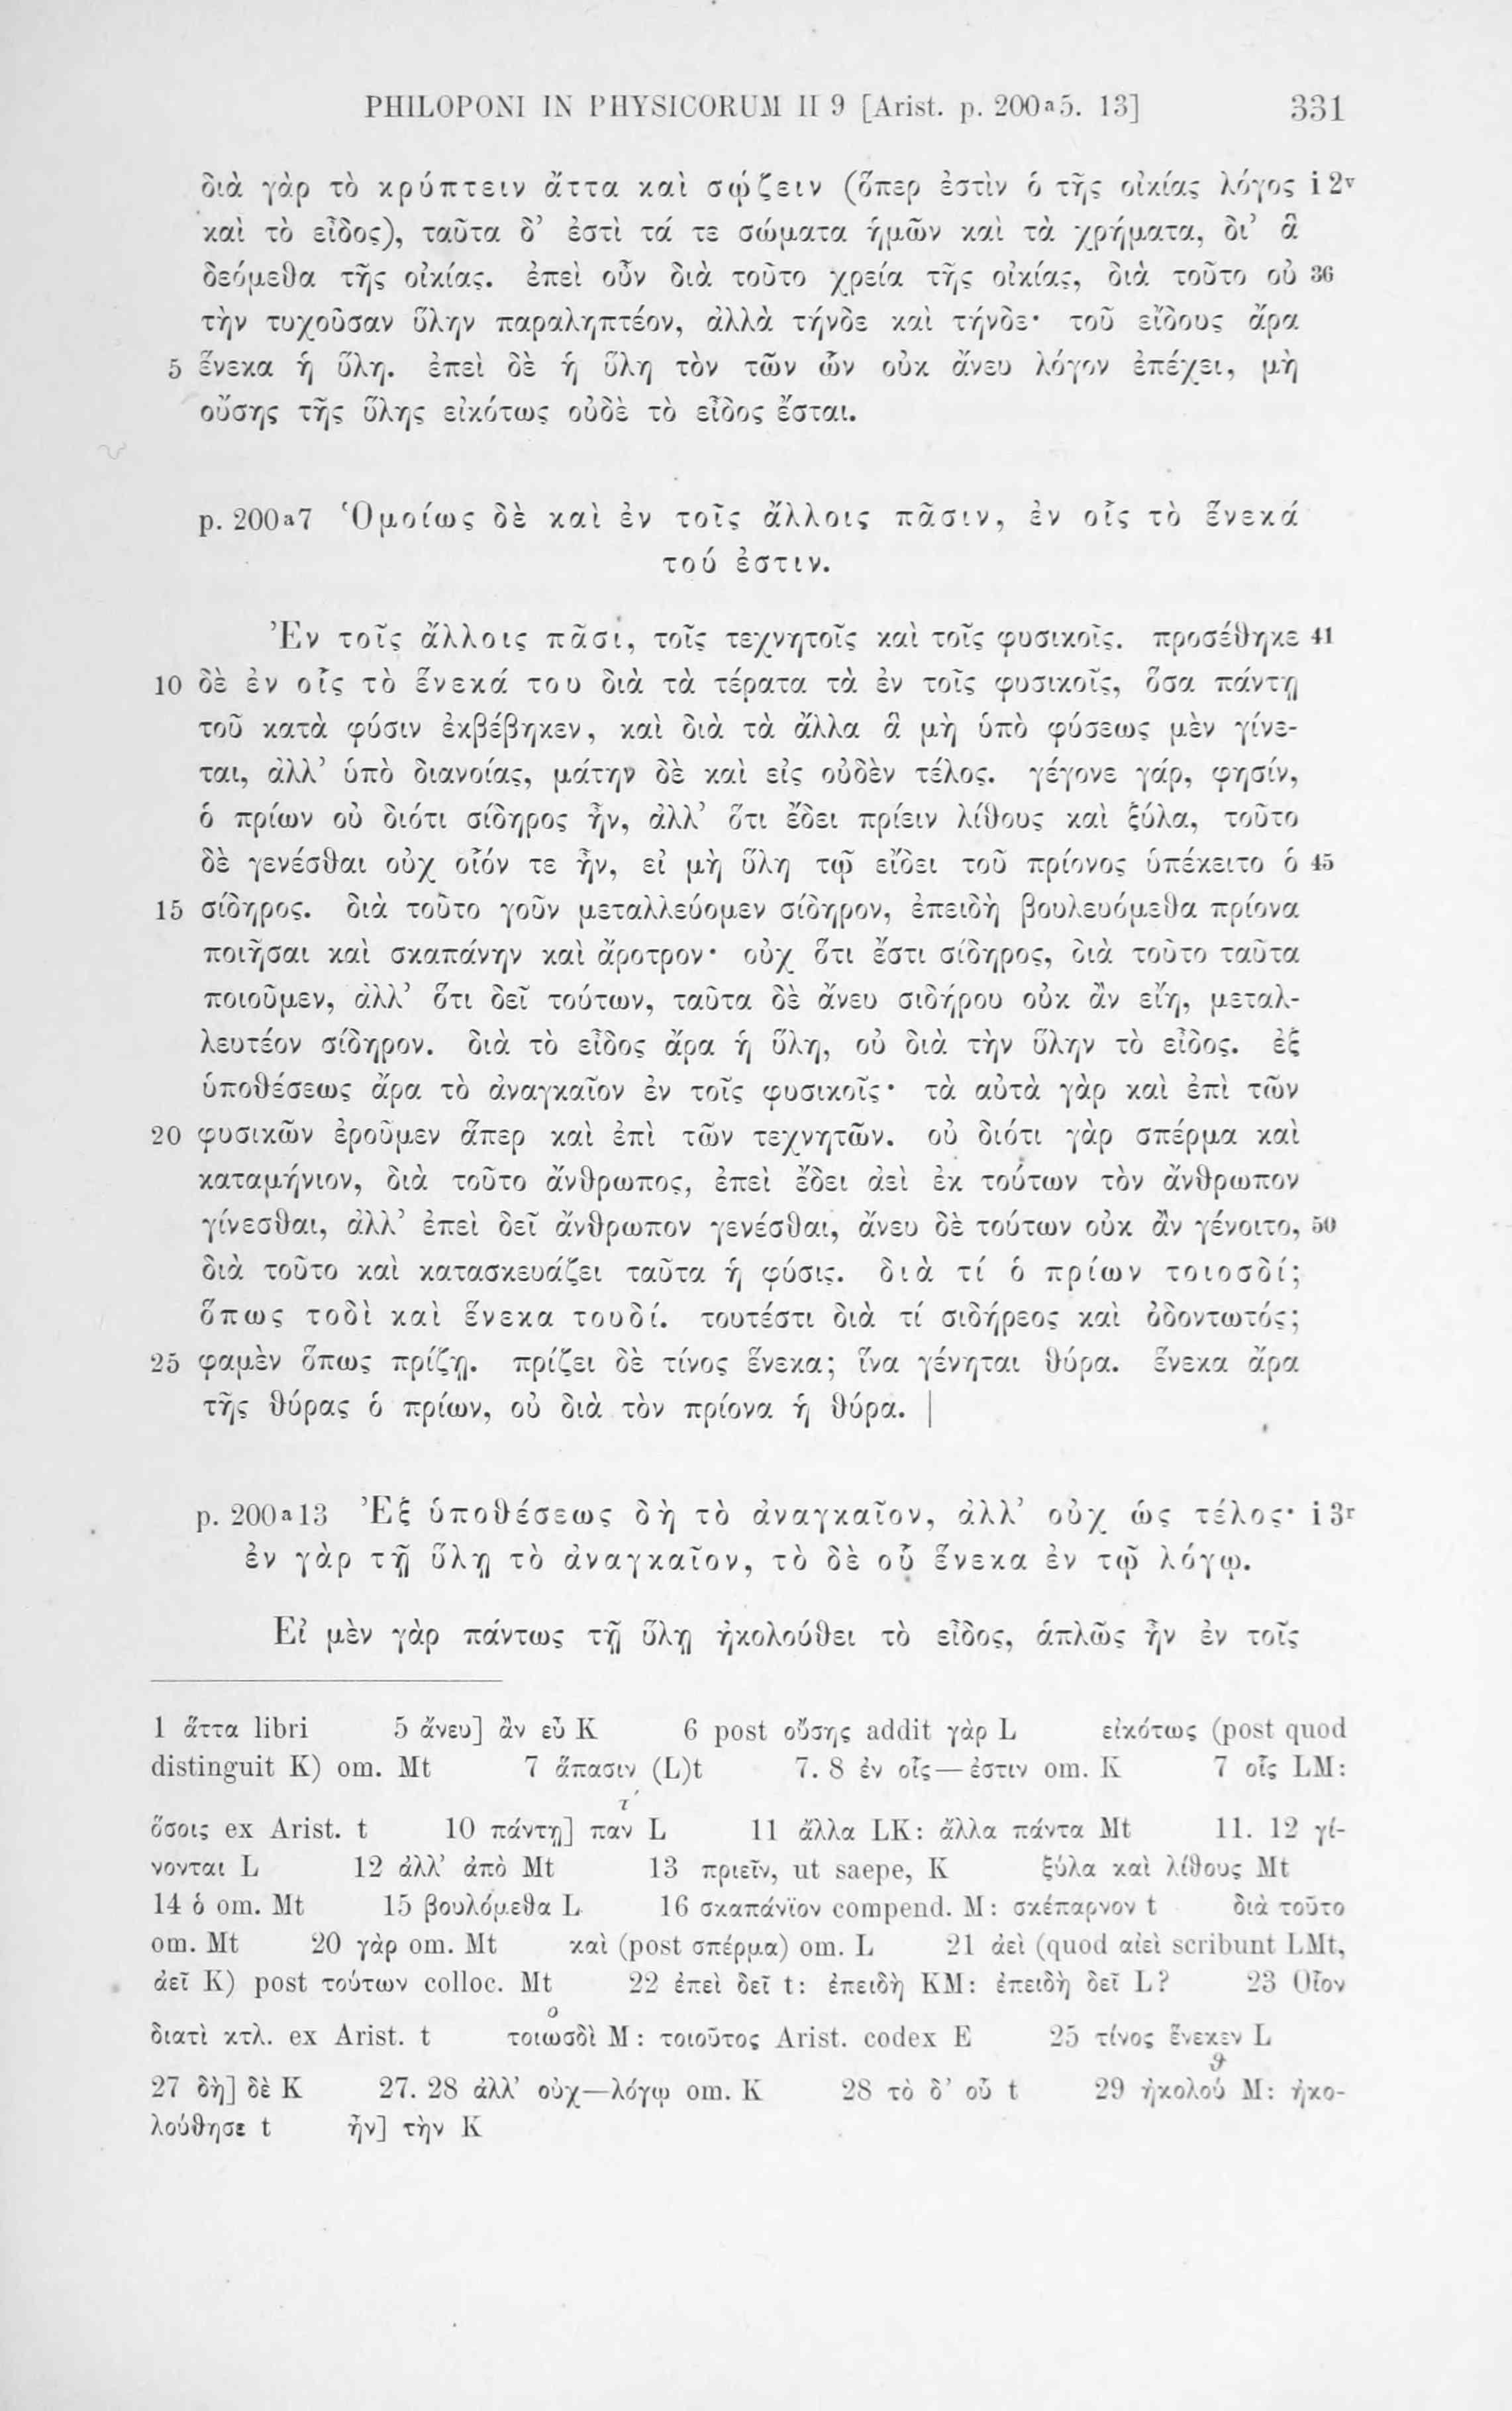 PHILOPONI IN PHYSICORUM II 9 [Arist. p. 200ᵃ5. 13] 331
διὰ γὰρ τὸ κρύπτειν ἄττα καὶ σῴζειν (ὅπερ ἐστὶν ὁ τῆς οἰκίας λόγος i 2ᵛ
καὶ τὸ εἶδος), ταῦτα δ’ ἐστὶ τά τε σώματα ἡμῶν καὶ τὰ χρήματα, δι’ ἃ
δεόμεθα τῆς οἰκίας. ἐπεὶ οὖν διὰ τοῦτο χρεία τῆς οἰκίας, διὰ τοῦτο οὐ 36
τὴν τυχοῦσαν ὕλην παραληπτέον, ἀλλὰ τήνδε καὶ τήνδε· τοῦ εἴδους ἄρα
5 ἕνεκα ἡ ὕλη. ἐπεὶ δὲ ἡ ὕλη τὸν τῶν ὧν οὐκ ἄνευ λόγον ἐπέχει, μὴ
οὔσης τῆς ὕλης εἰκότως οὐδὲ τὸ εἶδος ἔσται.
p. 200ᵃ7 Ὁμοίως δὲ καὶ ἐν τοῖς ἄλλοις πᾶσιν, ἐν οἷς τὸ ἕνεκά
τού ἐστιν.
Ἐν τοῖς ἄλλοις πᾶσι, τοῖς τεχνητοῖς καὶ τοῖς φυσικοῖς. προσέθηκε 41
10 δὲ ἐν οἷς τὸ ἕνεκά του διὰ τὰ τέρατα τὰ ἐν τοῖς φυσικοῖς, ὅσα πάντῃ
τοῦ κατὰ φύσιν ἐκβέβηκεν, καὶ διὰ τὰ ἄλλα ἃ μὴ ὑπὸ φύσεως μὲν γίνε-
ται, ἀλλ’ ὑπὸ διανοίας, μάτην δὲ καὶ εἰς οὐδὲν τέλος. γέγονε γάρ, φησίν,
ὁ πρίων οὐ διότι σίδηρος ἦν, ἀλλ’ ὅτι ἔδει πρίειν λίθους καὶ ξύλα, τοῦτο
δὲ γενέσθαι οὐχ οἷόν τε ἦν, εἰ μὴ ὕλη τῷ εἴδει τοῦ πρίονος ὑπέκειτο ὁ 45
15 σίδηρος. διὰ τοῦτο γοῦν μεταλλεύομεν σίδηρον, ἐπειδὴ βουλευόμεθα πρίονα
ποιῆσαι καὶ σκαπάνην καὶ ἄροτρον· οὐχ ὅτι ἔστι σίδηρος, διὰ τοῦτο ταῦτα
ποιοῦμεν, ἀλλ’ ὅτι δεῖ τούτων, ταῦτα δὲ ἄνευ σιδήρου οὐκ ἂν εἴη, μεταλ-
λευτέον σίδηρον. διὰ τὸ εἶδος ἄρα ἡ ὕλη, οὐ διὰ τὴν ὕλην τὸ εἶδος. ἐξ
ὑποθέσεως ἄρα τὸ ἀναγκαῖον ἐν τοῖς φυσικοῖς· τὰ αὐτὰ γὰρ καὶ ἐπὶ τῶν
20 φυσικῶν ἐροῦμεν ἅπερ καὶ ἐπὶ τῶν τεχνητῶν. οὐ διότι γὰρ σπέρμα καὶ
καταμήνιον, διὰ τοῦτο ἄνθρωπος, ἐπεὶ ἔδει ἀεὶ ἐκ τούτων τὸν ἄνθρωπον
γίνεσθαι, ἀλλ’ ἐπεὶ δεῖ ἄνθρωπον γενέσθαι, ἄνευ δὲ τούτων οὐκ ἂν γένοιτο, 50
διὰ τοῦτο καὶ κατασκευάζει ταῦτα ἡ φύσις. διὰ τί ὁ πρίων τοιοσδί;
ὅπως τοδὶ καὶ ἕνεκα τουδί. τουτέστι διὰ τί σιδήρεος καὶ ὀδοντωτός;
25 φαμὲν ὅπως πρίζῃ. πρίζει δὲ τίνος ἕνεκα; ἵνα γένηται θύρα. ἕνεκα ἄρα
τῆς θύρας ὁ πρίων, οὐ διὰ τὸν πρίονα ἡ θύρα. |
p. 200ᵃ13 Ἐξ ὑποθέσεως δὴ τὸ ἀναγκαῖον, ἀλλ’ οὐχ ὡς τέλος· i 3ʳ
ἐν γὰρ τῇ ὕλῃ τὸ ἀναγκαῖον, τὸ δὲ οὗ ἕνεκα ἐν τῷ λόγῳ.
Εἰ μὲν γὰρ πάντως τῇ ὕλῃ ἠκολούθει τὸ εἶδος, ἁπλῶς ἦν ἐν τοῖς
1 ἅττα libri 5 ἄνευ] ἂν εὖ K 6 post οὔσης addit γὰρ L εἰκότως (post quod
distinguit K) om. Mt 7 ἅπασιν (L)t 7. 8 ἐν οἷς—ἐστιν om. K 7 οἷς LM:
ὅσοις ex Arist. t 10 πάντῃ] πανͭ L 11 ἄλλα LK: ἄλλα πάντα Mt 11. 12 γί-
νονται L 12 ἀλλ’ ἀπὸ Mt 13 πριεῖν, ut saepe, K ξύλα καὶ λίθους Mt
14 ὁ om. Mt 15 βουλόμεθα L 16 σκαπάνϊον compend. M: σκέπαρνον t διὰ τοῦτο
om. Mt 20 γὰρ om. Mt καὶ (post σπέρμα) om. L 21 ἀεὶ (quod αἰεὶ scribunt LMt,
ἀεῖ K) post τούτων colloc. Mt 22 ἐπεὶ δεῖ t: ἐπειδὴ KM: ἐπειδὴ δεῖ L? 23 Οἷον
διατὶ κτλ. ex Arist. t τοιωͦσδὶ M: τοιοῦτος Arist. codex E 25 τίνος ἕνεκεν L
27 δὴ] δὲ K 27. 28 ἀλλ’ οὐχ—λόγῳ om. K 28 τὸ δ’ οὗ t 29 ἠκολούᶿ M: ἠκο-
λούθησε t ἦν] τὴν K